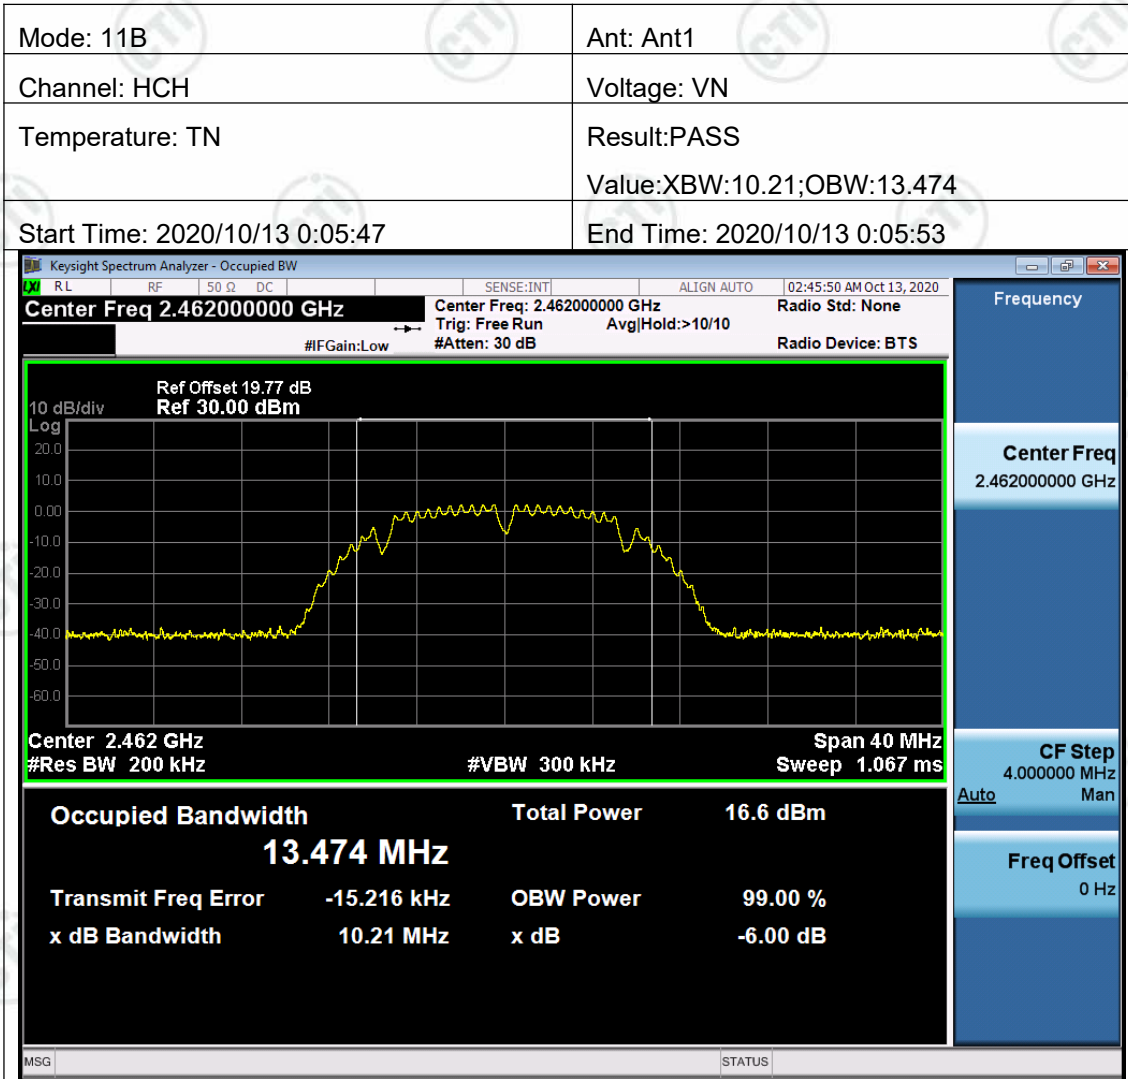 Mode: 11B
Ant: Ant1
Channel: HCH
Voltage: VN
Temperature: TN
Result:PASS
Value:XBW:10.21;OBW:13.474
Start Time: 2020/10/13 0:05:47
End Time: 2020/10/13 0:05:53
Keysight Spectrum Analyzer - Occupied BW
LXI RL RF 50 Ω DC SENSE:INT ALIGN AUTO 02:45:50 AM Oct 13, 2020
Center Freq 2.462000000 GHz
Center Freq: 2.462000000 GHz
Radio Std: None
Trig: Free Run
Avg|Hold:>10/10
#IFGain:Low
#Atten: 30 dB
Radio Device: BTS
Frequency
Ref Offset 19.77 dB
10 dB/div
Ref 30.00 dBm
Log
20.0
10.0
0.00
-10.0
-20.0
-30.0
-40.0
-50.0
-60.0
Center 2.462 GHz
Span 40 MHz
#Res BW 200 kHz
#VBW 300 kHz
Sweep 1.067 ms
Center Freq
2.462000000 GHz
CF Step
4.000000 MHz
Auto Man
Freq Offset
0 Hz
Occupied Bandwidth
Total Power 16.6 dBm
13.474 MHz
Transmit Freq Error -15.216 kHz
OBW Power 99.00 %
x dB Bandwidth 10.21 MHz
x dB -6.00 dB
MSG
STATUS
CTI
CTI
CTI
CTI
CTI
CTI
CTI